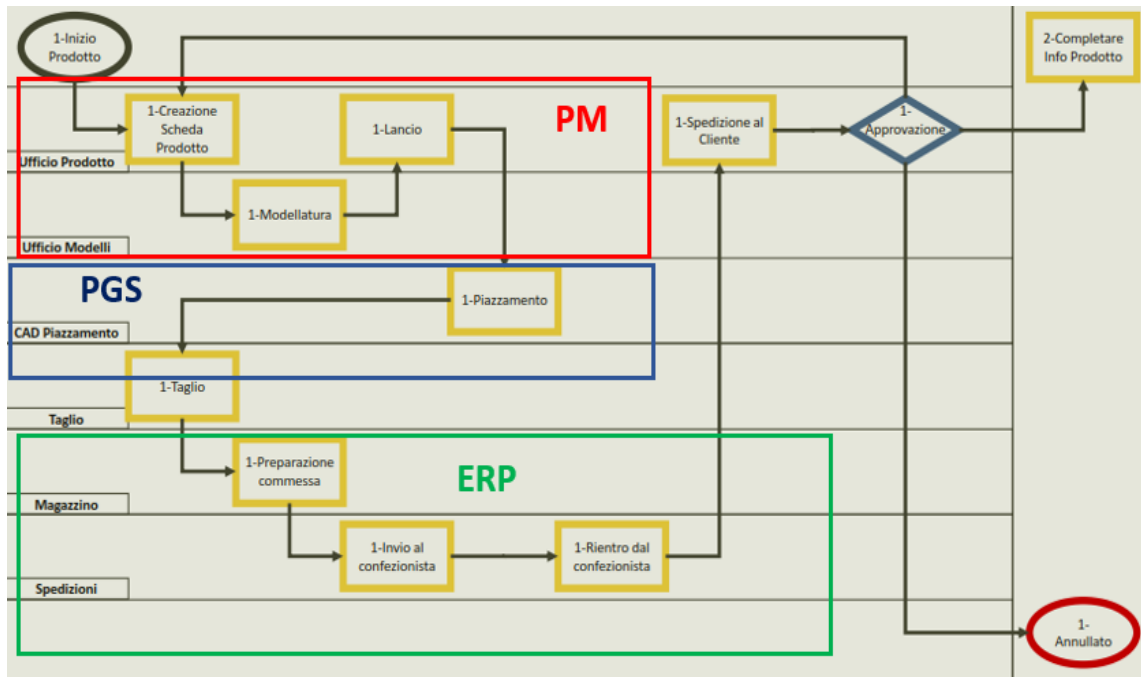 1-Inizio
Prodotto
2-Completare
Info Prodotto
1-Creazione
Scheda
Prodotto
1-Lancio
PM
1-Spedizione al
Cliente
1-
Approvazione
Ufficio Prodotto
1-Modellatura
Ufficio Modelli
PGS
1-Piazzamento
CAD Piazzamento
1-Taglio
Taglio
1-Preparazione
commessa
ERP
Magazzino
1-Invio al
confezionista
1-Rientro dal
confezionista
Spedizioni
1-
Annullato